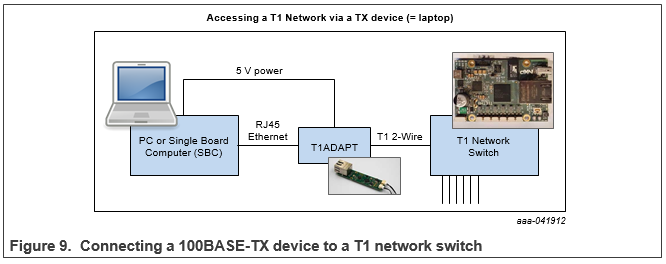 Accessing a T1 Network via a TX device (= laptop)
5 V power
PC or Single Board
Computer (SBC)
RJ45
Ethernet
T1ADAPT
T1 2-Wire
T1 Network
Switch
aaa-041912
Figure 9. Connecting a 100BASE-TX device to a T1 network switch